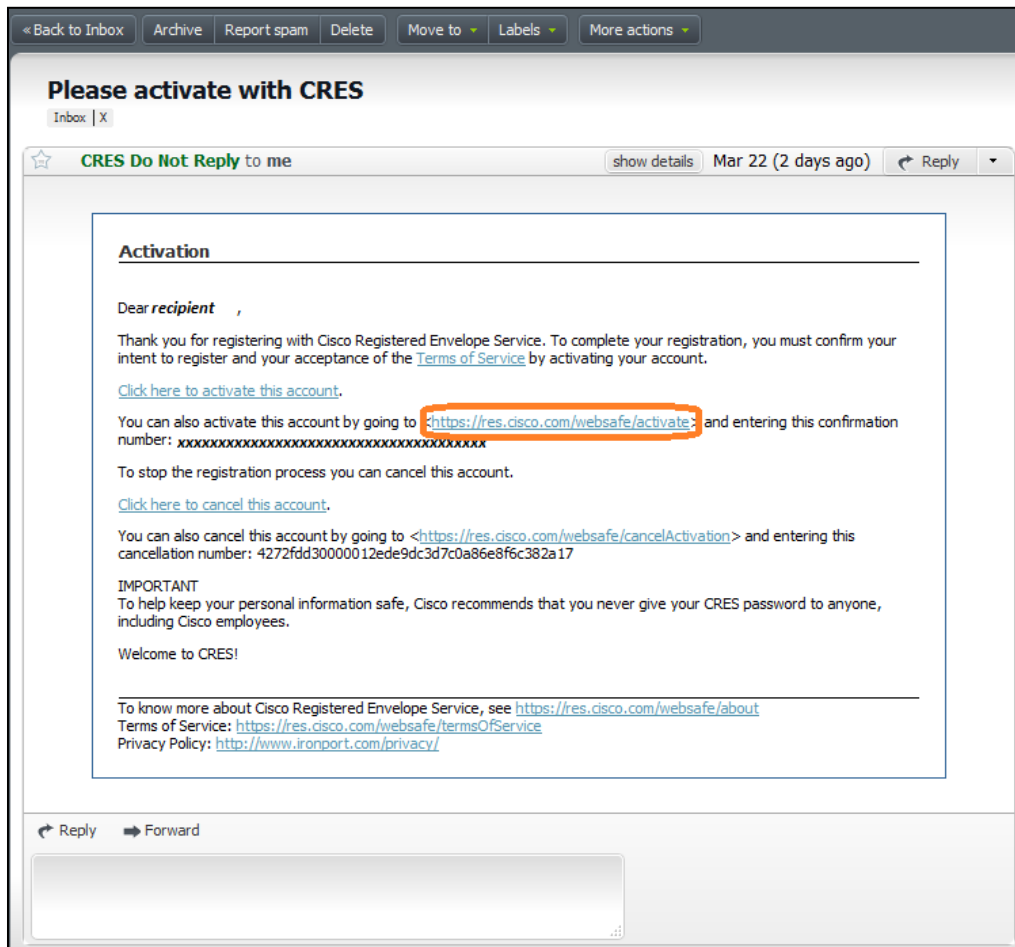 «Back to Inbox Archive Report spam Delete Move to Labels More actions
Please activate with CRES
Inbox | X
CRES Do Not Reply to me show details Mar 22 (2 days ago) Reply
Activation
Dear recipient ,
Thank you for registering with Cisco Registered Envelope Service. To complete your registration, you must confirm your
intent to register and your acceptance of the Terms of Service by activating your account.
Click here to activate this account.
You can also activate this account by going to <https://res.cisco.com/websafe/activate> and entering this confirmation
number: xxxxxxxxxxxxxxxxxxxxxxxxxxxxxxxxxxxxxxxx
To stop the registration process you can cancel this account.
Click here to cancel this account.
You can also cancel this account by going to <https://res.cisco.com/websafe/cancelActivation> and entering this
cancellation number: 4272fdd30000012ede9dc3d7c0a86e8f6c382a17
IMPORTANT
To help keep your personal information safe, Cisco recommends that you never give your CRES password to anyone,
including Cisco employees.
Welcome to CRES!
To know more about Cisco Registered Envelope Service, see https://res.cisco.com/websafe/about
Terms of Service: https://res.cisco.com/websafe/termsOfService
Privacy Policy: http://www.ironport.com/privacy/
Reply Forward